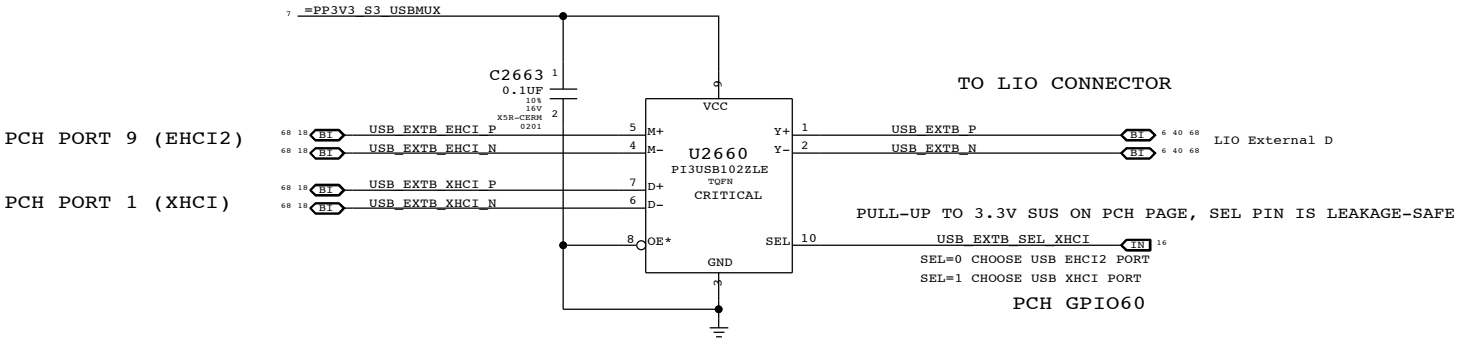 7 =PP3V3_S3_USBMUX
C2663 1
0.1UF
10%
16V
X5R-CERM 2
0201
9
VCC
TO LIO CONNECTOR
PCH PORT 9 (EHCI2)
68 18 BI USB_EXTB_EHCI_P 5 M+
68 18 BI USB_EXTB_EHCI_N 4 M-
Y+ 1 USB_EXTB_P BI 6 40 68
Y- 2 USB_EXTB_N BI 6 40 68
LIO External D
U2660
PI3USB102ZLE
TQFN
CRITICAL
PCH PORT 1 (XHCI)
68 18 BI USB_EXTB_XHCI_P 7 D+
68 18 BI USB_EXTB_XHCI_N 6 D-
PULL-UP TO 3.3V SUS ON PCH PAGE, SEL PIN IS LEAKAGE-SAFE
8 OE*
SEL 10 USB_EXTB_SEL_XHCI IN 16
SEL=0 CHOOSE USB EHCI2 PORT
SEL=1 CHOOSE USB XHCI PORT
GND
3
PCH GPIO60